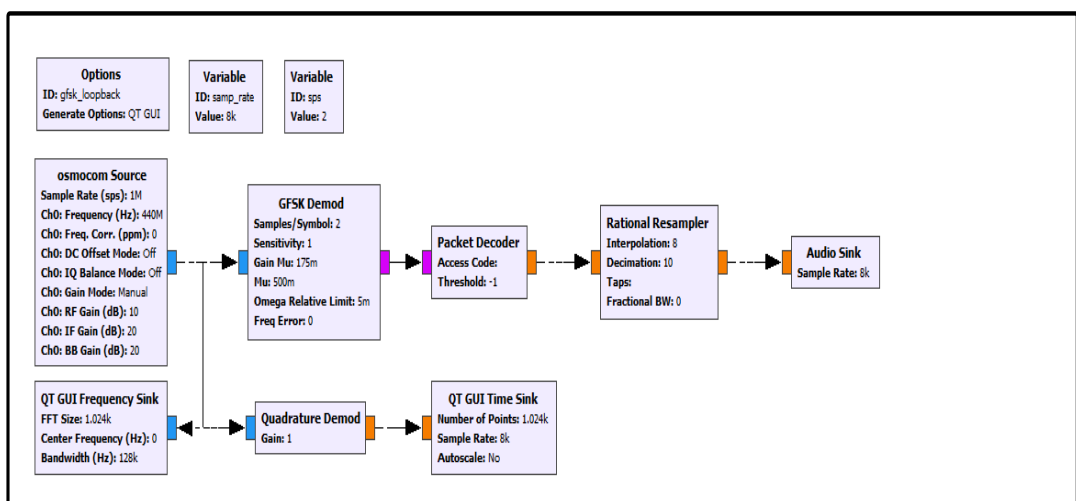 Options
ID: gfsk_loopback
Generate Options: QT GUI
Variable
ID: samp_rate
Value: 8k
Variable
ID: sps
Value: 2
osmocom Source
Sample Rate (sps): 1M
Ch0: Frequency (Hz): 440M
Ch0: Freq. Corr. (ppm): 0
Ch0: DC Offset Mode: Off
Ch0: IQ Balance Mode: Off
Ch0: Gain Mode: Manual
Ch0: RF Gain (dB): 10
Ch0: IF Gain (dB): 20
Ch0: BB Gain (dB): 20
GFSK Demod
Samples/Symbol: 2
Sensitivity: 1
Gain Mu: 175m
Mu: 500m
Omega Relative Limit: 5m
Freq Error: 0
Packet Decoder
Access Code:
Threshold: -1
Rational Resampler
Interpolation: 8
Decimation: 10
Taps:
Fractional BW: 0
Audio Sink
Sample Rate: 8k
QT GUI Frequency Sink
FFT Size: 1.024k
Center Frequency (Hz): 0
Bandwidth (Hz): 128k
Quadrature Demod
Gain: 1
QT GUI Time Sink
Number of Points: 1.024k
Sample Rate: 8k
Autoscale: No